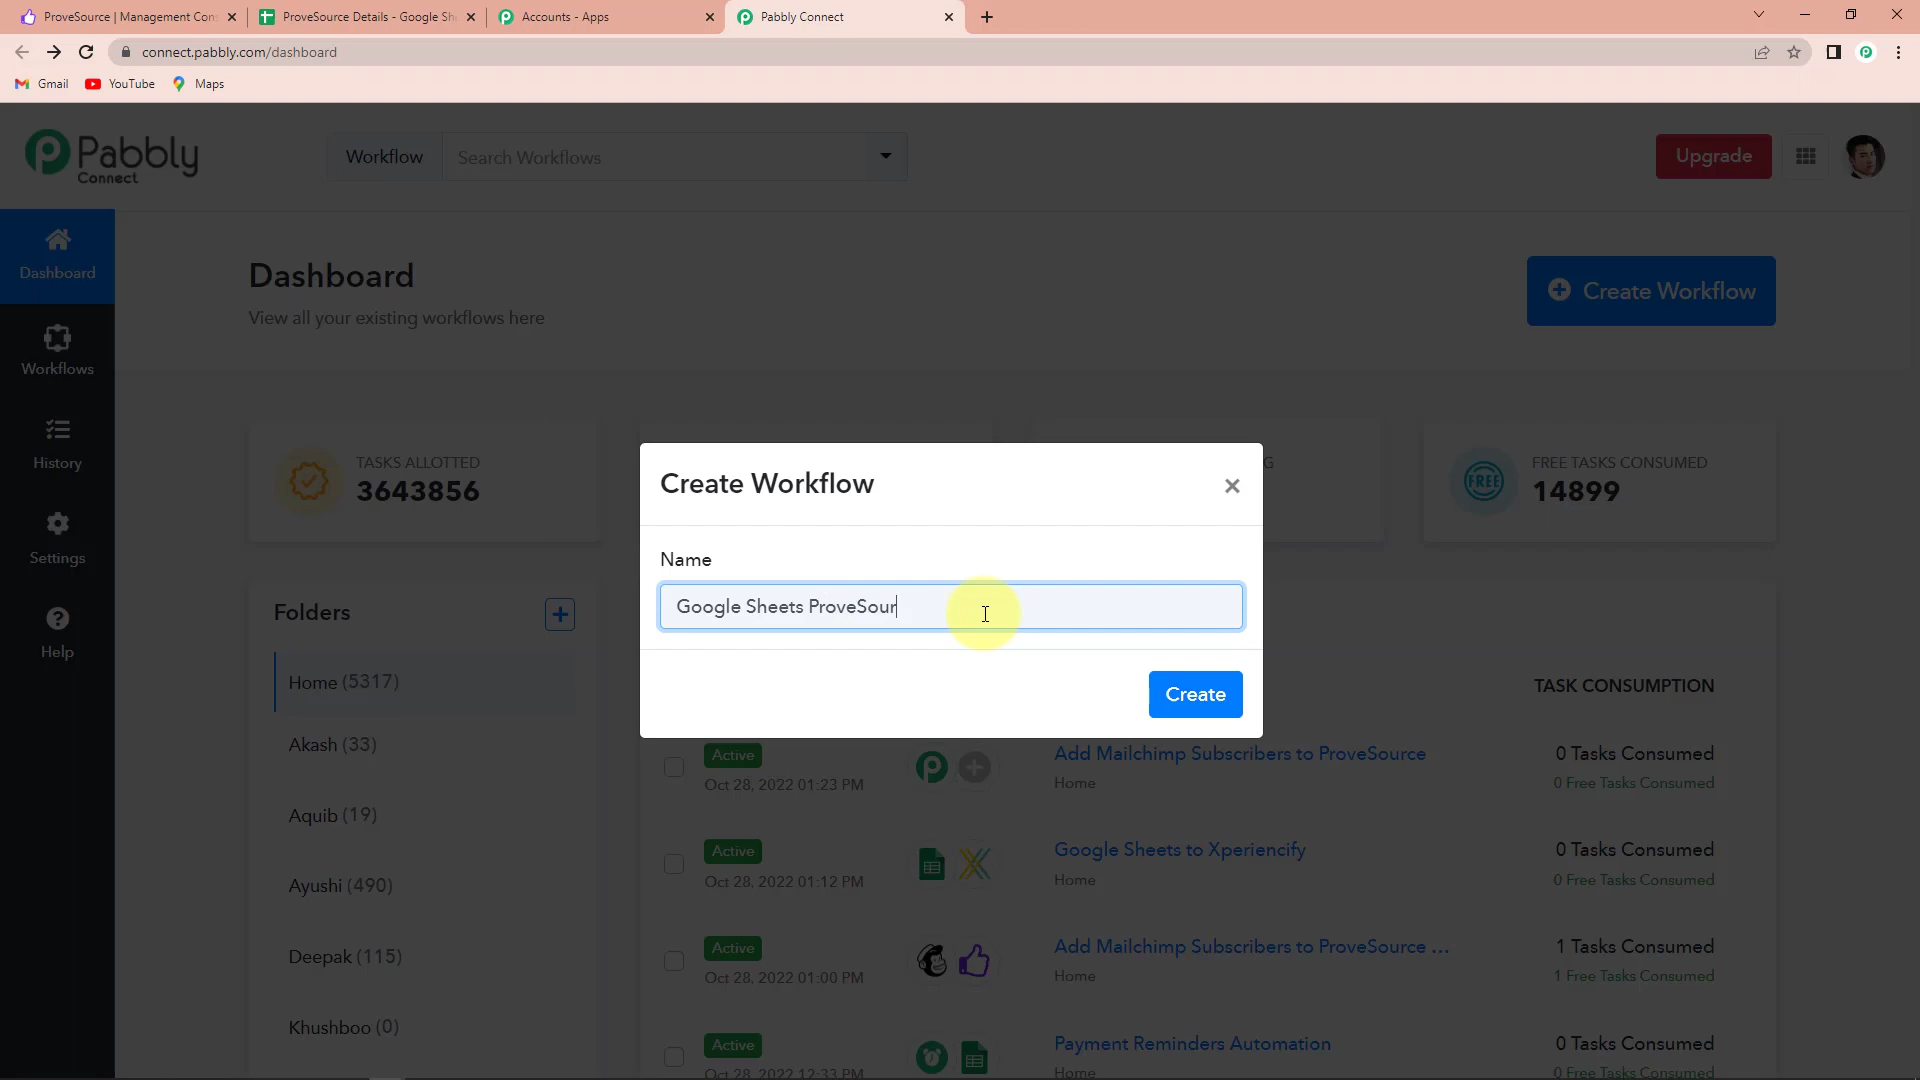 ProveSource | Management Con
ProveSource Details - Google Sh
Accounts - Apps
Pabbly Connect
connect.pabbly.com/dashboard
Gmail
YouTube
Maps
Pabbly
Connect
Workflow
Search Workflows
Upgrade
Dashboard
Workflows
History
Settings
Help
Dashboard
View all your existing workflows here
Create Workflow
TASKS ALLOTTED
3643856
G
FREE
FREE TASKS CONSUMED
14899
Create Workflow
Name
Google Sheets ProveSour
Create
Folders
Home (5317)
Akash (33)
Aquib (19)
Ayushi (490)
Deepak (115)
Khushboo (0)
TASK CONSUMPTION
Active
Oct 28, 2022 01:23 PM
Add Mailchimp Subscribers to ProveSource
Home
0 Tasks Consumed
0 Free Tasks Consumed
Active
Oct 28, 2022 01:12 PM
Google Sheets to Xperiencify
Home
0 Tasks Consumed
0 Free Tasks Consumed
Active
Oct 28, 2022 01:00 PM
Add Mailchimp Subscribers to ProveSource ...
Home
1 Tasks Consumed
1 Free Tasks Consumed
Active
Oct 28, 2022 12:33 PM
Payment Reminders Automation
Home
0 Tasks Consumed
0 Free Tasks Consumed